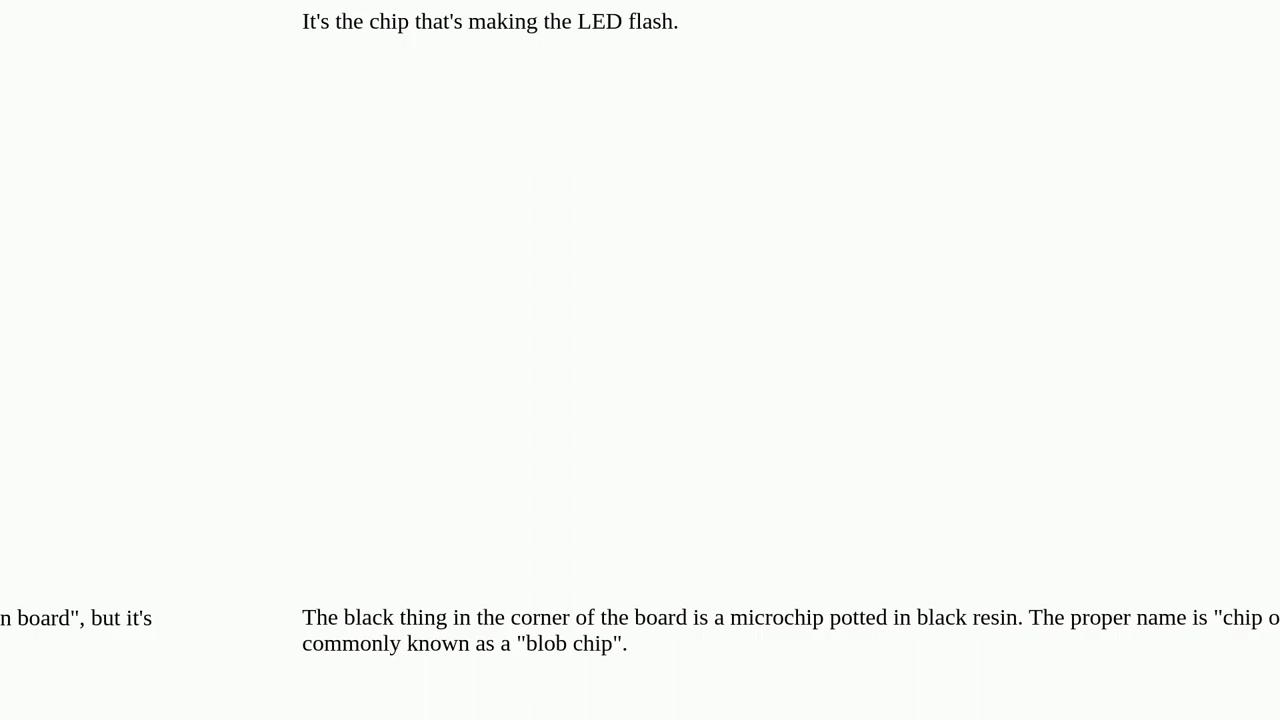 It's the chip that's making the LED flash.
n board", but it's
The black thing in the corner of the board is a microchip potted in black resin. The proper name is "chip o
commonly known as a "blob chip".